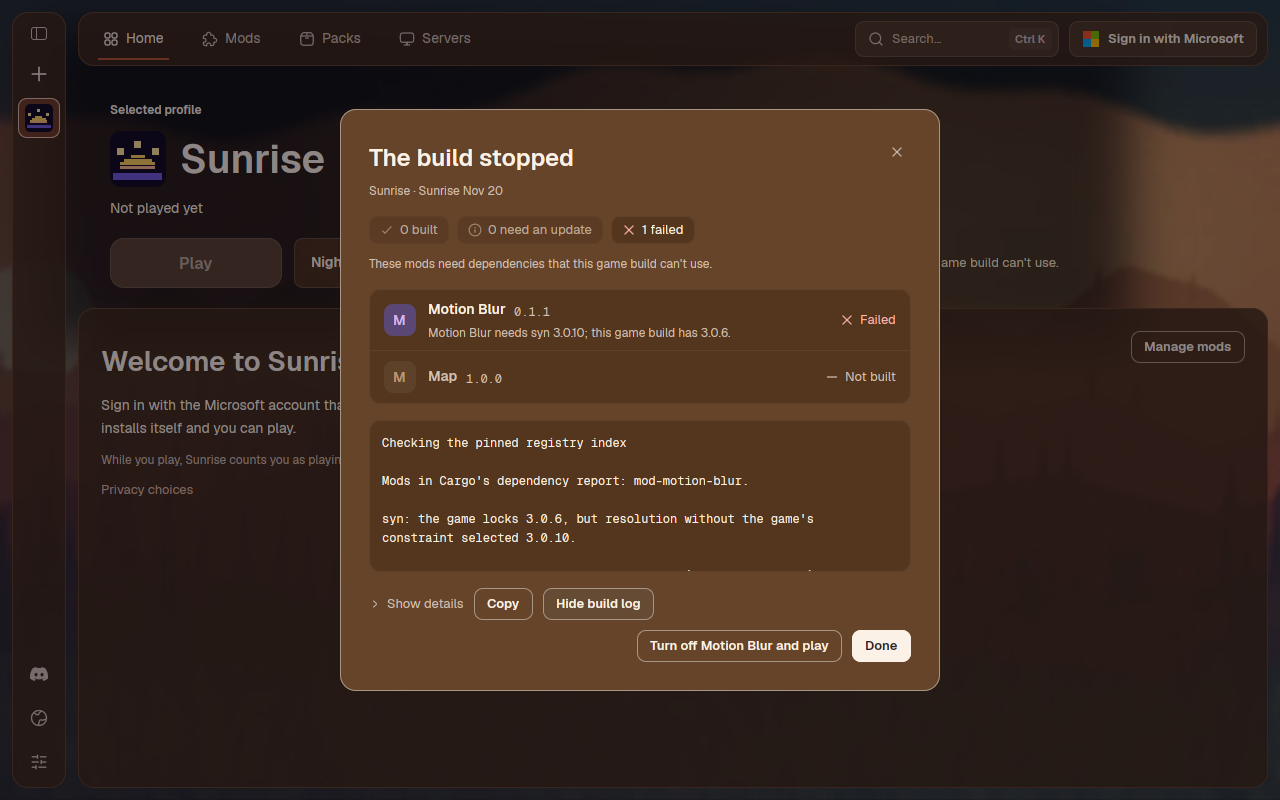 Home
Mods
Packs
Servers
Search...
Ctrl K
Sign in with Microsoft
Selected profile
Sunrise
Not played yet
Play
Nigh
ame build can't use.
Welcome to Sunris
Sign in with the Microsoft account tha
installs itself and you can play.
While you play, Sunrise counts you as playin
Privacy choices
Manage mods
The build stopped
Sunrise · Sunrise Nov 20
0 built
0 need an update
1 failed
These mods need dependencies that this game build can't use.
M
Motion Blur 0.1.1
Motion Blur needs syn 3.0.10; this game build has 3.0.6.
Failed
M
Map 1.0.0
Not built
Checking the pinned registry index
Mods in Cargo's dependency report: mod-motion-blur.
syn: the game locks 3.0.6, but resolution without the game's
constraint selected 3.0.10.
Show details
Copy
Hide build log
Turn off Motion Blur and play
Done